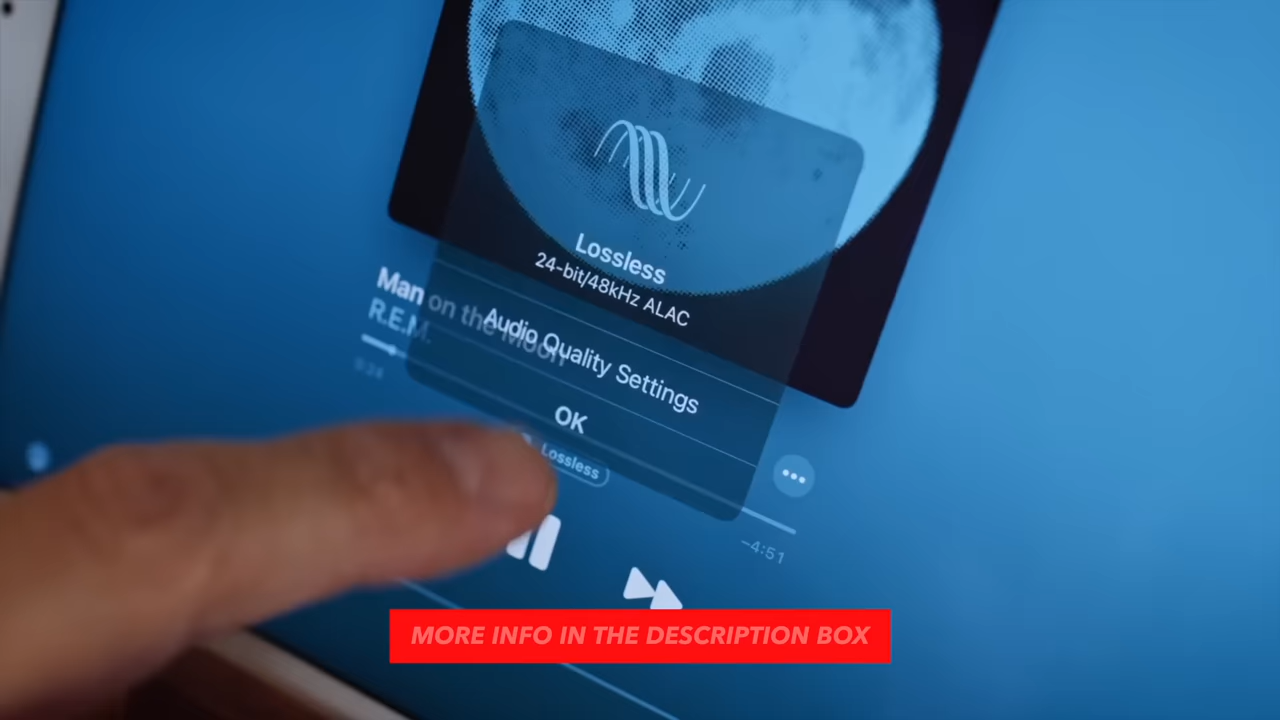 Lossless
24-bit/48kHz ALAC
Man on the Moon
R.E.M.
Audio Quality Settings
OK
Lossless
-4:51
MORE INFO IN THE DESCRIPTION BOX